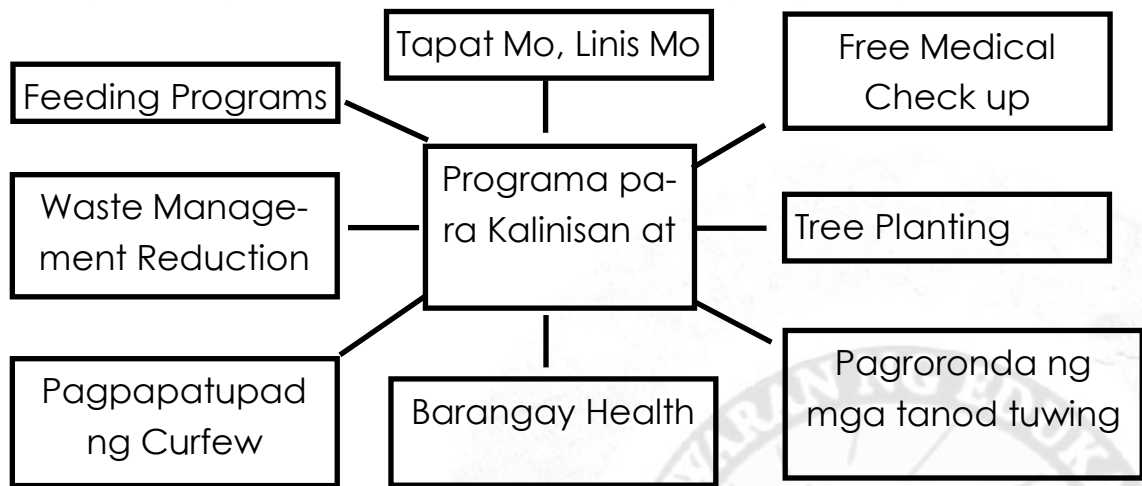 Tapat Mo, Linis Mo
Free Medical
Check up
Feeding Programs
Programa pa-
ra Kalinisan at
Waste Manage-
ment Reduction
Tree Planting
Pagpapatupad
ng Curfew
Barangay Health
Pagroronda ng
mga tanod tuwing